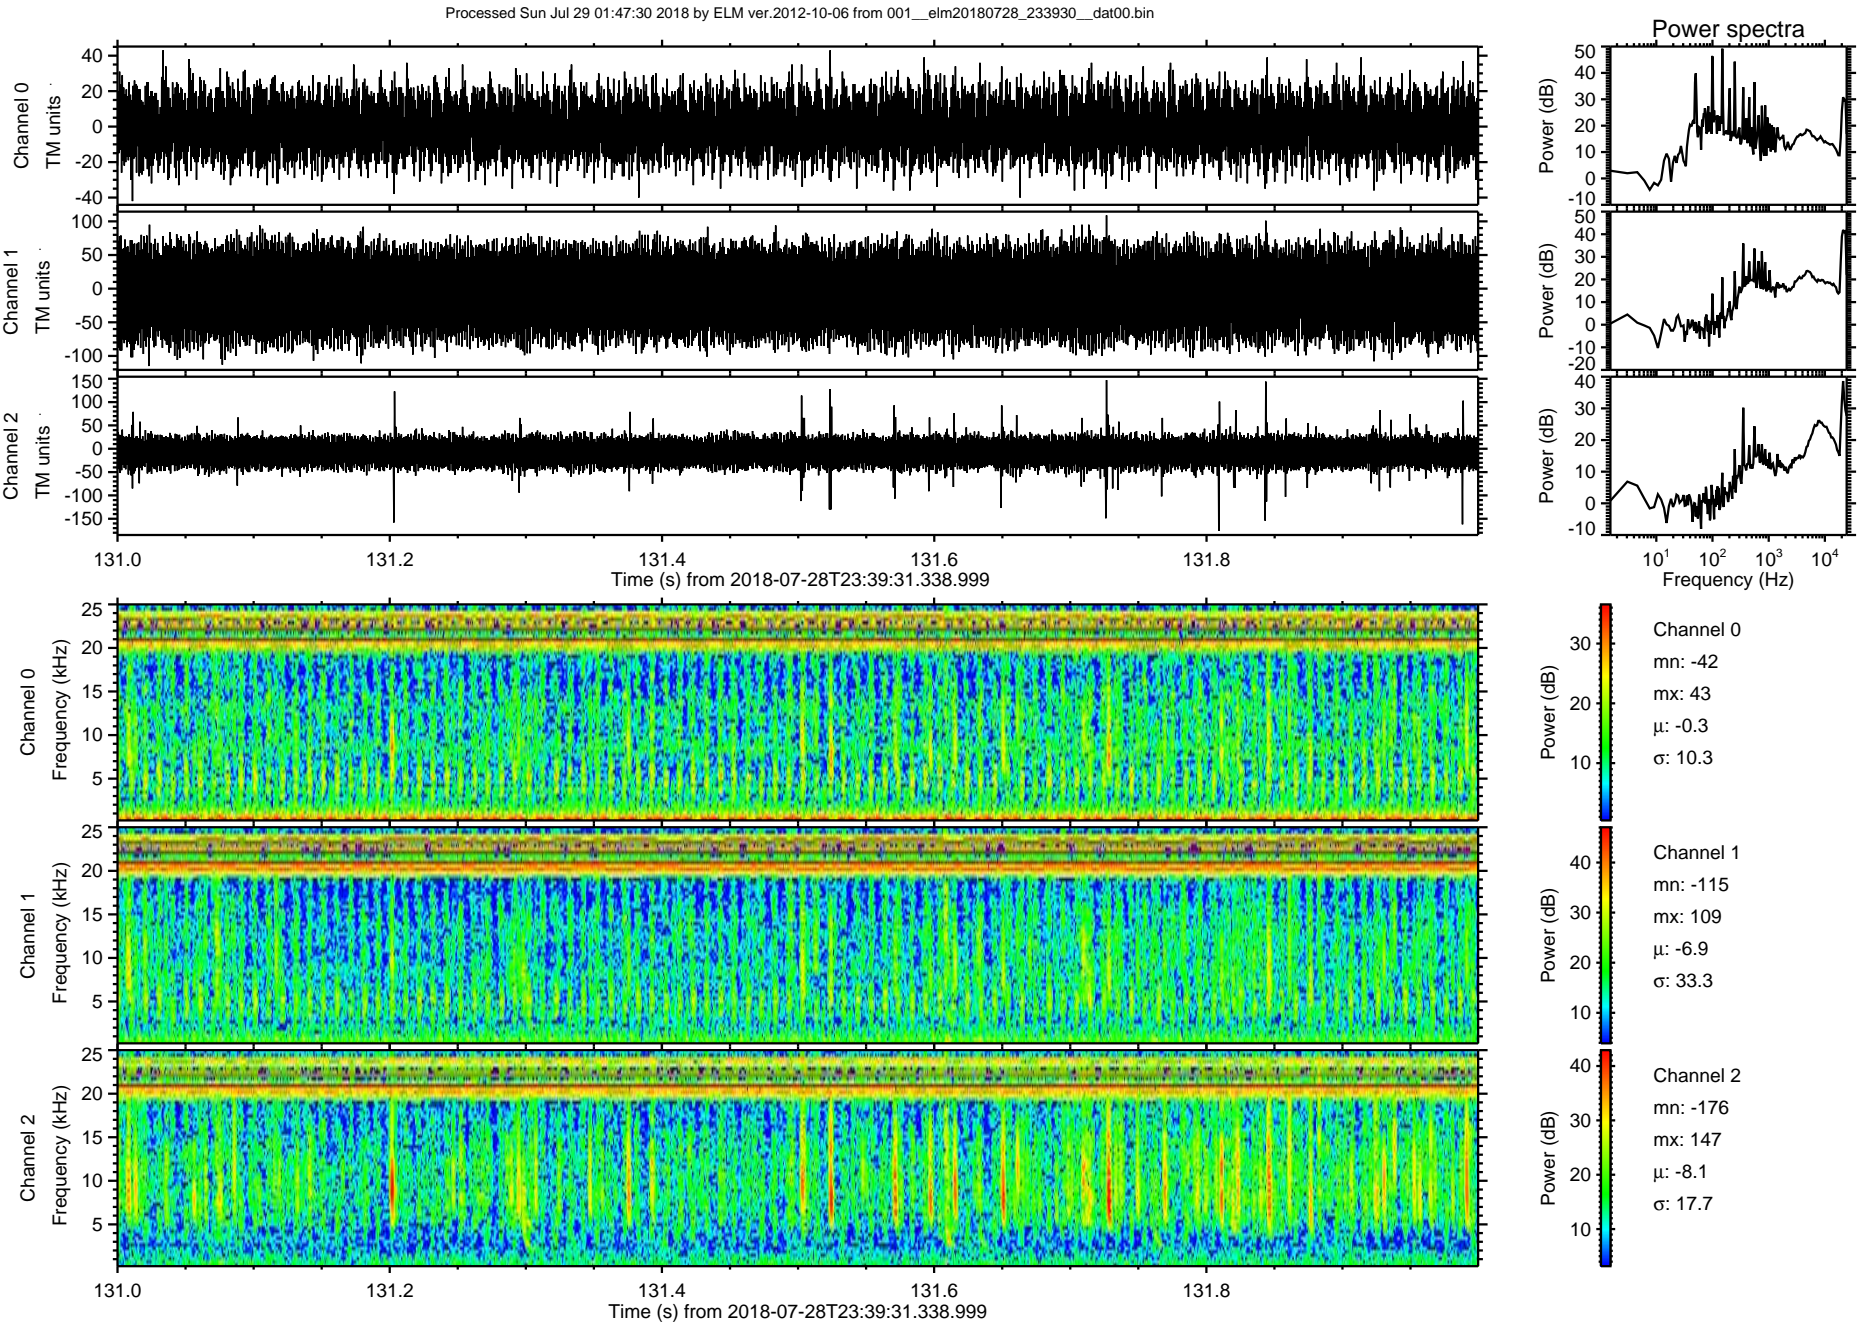 Processed Sun Jul 29 01:47:30 2018 by ELM ver.2012-10-06 from 001__elm20180728_233930__dat00.bin
Power spectra
Channel 0
TM units
40
20
0
-20
-40
Power (dB)
50
40
30
20
10
0
-10
Channel 1
TM units
100
50
0
-50
-100
Power (dB)
50
40
30
20
10
0
-10
-20
Channel 2
TM units
150
100
50
0
-50
-100
-150
Power (dB)
40
30
20
10
0
-10
131.0 131.2 131.4 131.6 131.8
Time (s) from 2018-07-28T23:39:31.338.999
10^1 10^2 10^3 10^4
Frequency (Hz)
Channel 0
Frequency (kHz)
25
20
15
10
5
Power (dB)
30
20
10
Channel 0
mn: -42
mx: 43
μ: -0.3
σ: 10.3
Channel 1
Frequency (kHz)
25
20
15
10
5
Power (dB)
40
30
20
10
Channel 1
mn: -115
mx: 109
μ: -6.9
σ: 33.3
Channel 2
Frequency (kHz)
25
20
15
10
5
Power (dB)
40
30
20
10
Channel 2
mn: -176
mx: 147
μ: -8.1
σ: 17.7
131.0 131.2 131.4 131.6 131.8
Time (s) from 2018-07-28T23:39:31.338.999